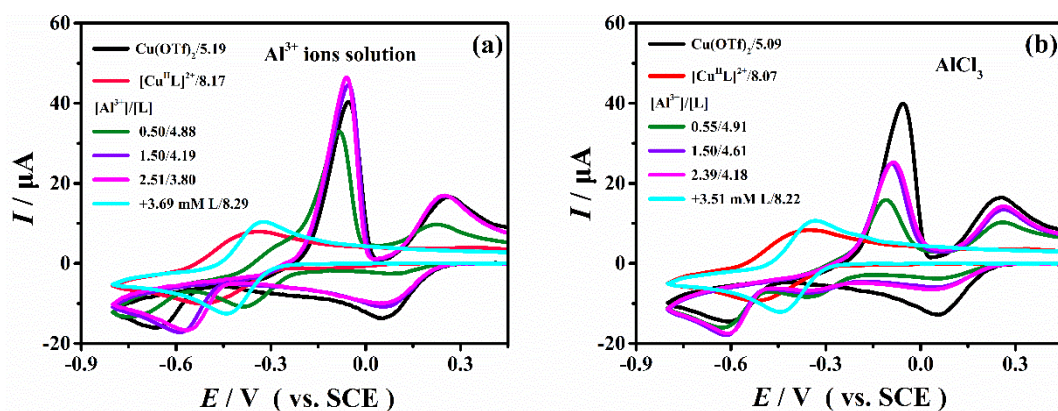 60
40
20
0
-20
I / µA
(a)
Al³⁺ ions solution
Cu(OTf)₂/5.19
[CuᴵᴵL]²⁺/8.17
[Al³⁺]/[L]
0.50/4.88
1.50/4.19
2.51/3.80
+3.69 mM L/8.29
-0.9 -0.6 -0.3 0.0 0.3
E / V ( vs. SCE )
60
40
20
0
-20
I / µA
(b)
AlCl₃
Cu(OTf)₂/5.09
[CuᴵᴵL]²⁺/8.07
[Al³⁺]/[L]
0.55/4.91
1.50/4.61
2.39/4.18
+3.51 mM L/8.22
-0.9 -0.6 -0.3 0.0 0.3
E / V ( vs. SCE )